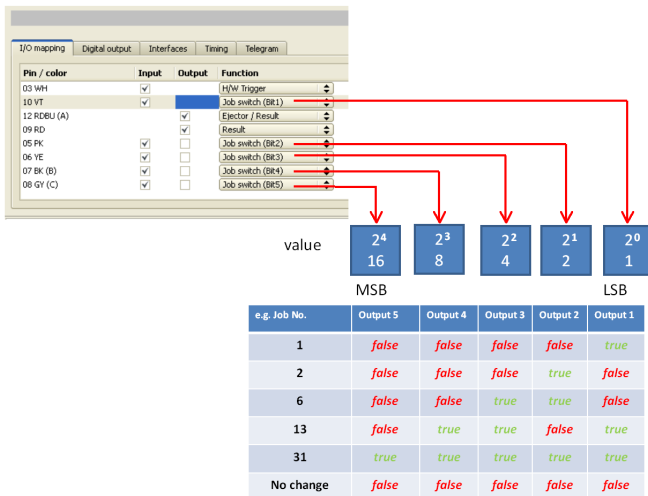 I/O mapping Digital output Interfaces Timing Telegram
Pin / color Input Output Function
03 WH H/W Trigger
10 VT Job switch (Bit1)
12 RDBU (A) Ejector / Result
09 RD Result
05 PK Job switch (Bit2)
06 YE Job switch (Bit3)
07 BK (B) Job switch (Bit4)
08 GY (C) Job switch (Bit5)
value
2⁴ 2³ 2² 2¹ 2⁰
16 8 4 2 1
MSB LSB
e.g. Job No. Output 5 Output 4 Output 3 Output 2 Output 1
1 false false false false true
2 false false false true false
6 false false true true false
13 false true true false true
31 true true true true true
No change false false false false false